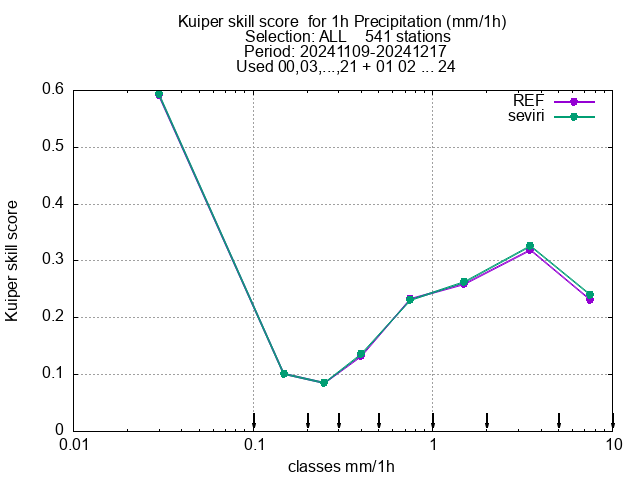 Kuiper skill score  for 1h Precipitation (mm/1h)
Selection: ALL    541 stations
Period: 20241109-20241217
Used 00,03,...,21 + 01 02 ... 24
REF
seviri
0.6
0.5
0.4
0.3
0.2
0.1
0
Kuiper skill score
0.01 0.1 1 10
classes mm/1h